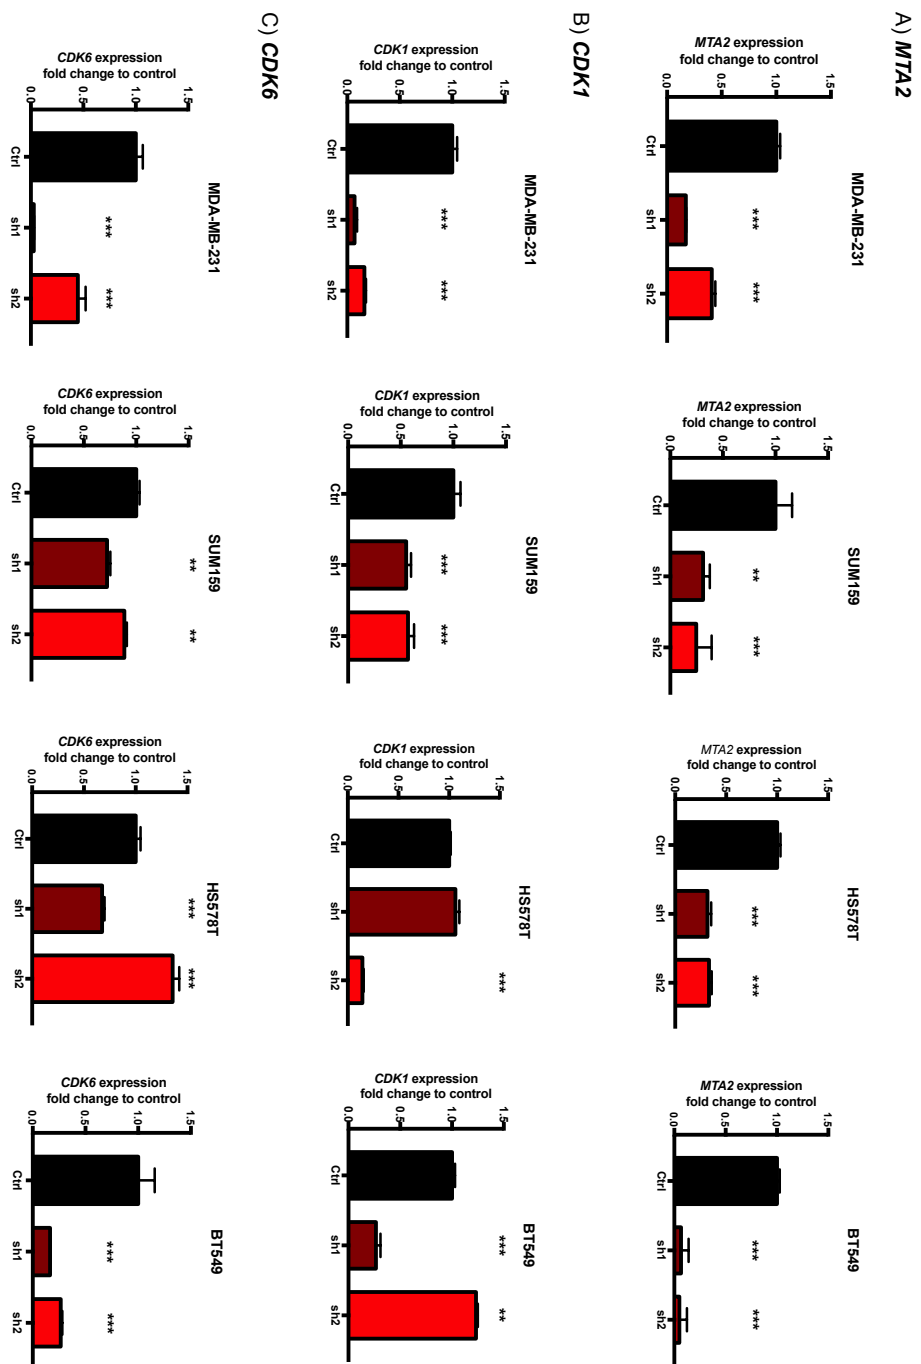 A) MTA2
MDA-MB-231
MTA2 expression
fold change to control
1.5
1.0
0.5
0.0
***
***
Ctrl
sh1
sh2
SUM159
MTA2 expression
fold change to control
1.5
1.0
0.5
0.0
**
***
Ctrl
sh1
sh2
HS578T
MTA2 expression
fold change to control
1.5
1.0
0.5
0.0
***
***
Ctrl
sh1
sh2
BT549
MTA2 expression
fold change to control
1.5
1.0
0.5
0.0
***
***
Ctrl
sh1
sh2
B) CDK1
MDA-MB-231
CDK1 expression
fold change to control
1.5
1.0
0.5
0.0
***
***
Ctrl
sh1
sh2
SUM159
CDK1 expression
fold change to control
1.5
1.0
0.5
0.0
***
***
Ctrl
sh1
sh2
HS578T
CDK1 expression
fold change to control
1.5
1.0
0.5
0.0
***
Ctrl
sh1
sh2
BT549
CDK1 expression
fold change to control
1.5
1.0
0.5
0.0
***
**
Ctrl
sh1
sh2
C) CDK6
MDA-MB-231
CDK6 expression
fold change to control
1.5
1.0
0.5
0.0
***
***
Ctrl
sh1
sh2
SUM159
CDK6 expression
fold change to control
1.5
1.0
0.5
0.0
**
**
Ctrl
sh1
sh2
HS578T
CDK6 expression
fold change to control
1.5
1.0
0.5
0.0
***
***
Ctrl
sh1
sh2
BT549
CDK6 expression
fold change to control
1.5
1.0
0.5
0.0
***
***
Ctrl
sh1
sh2